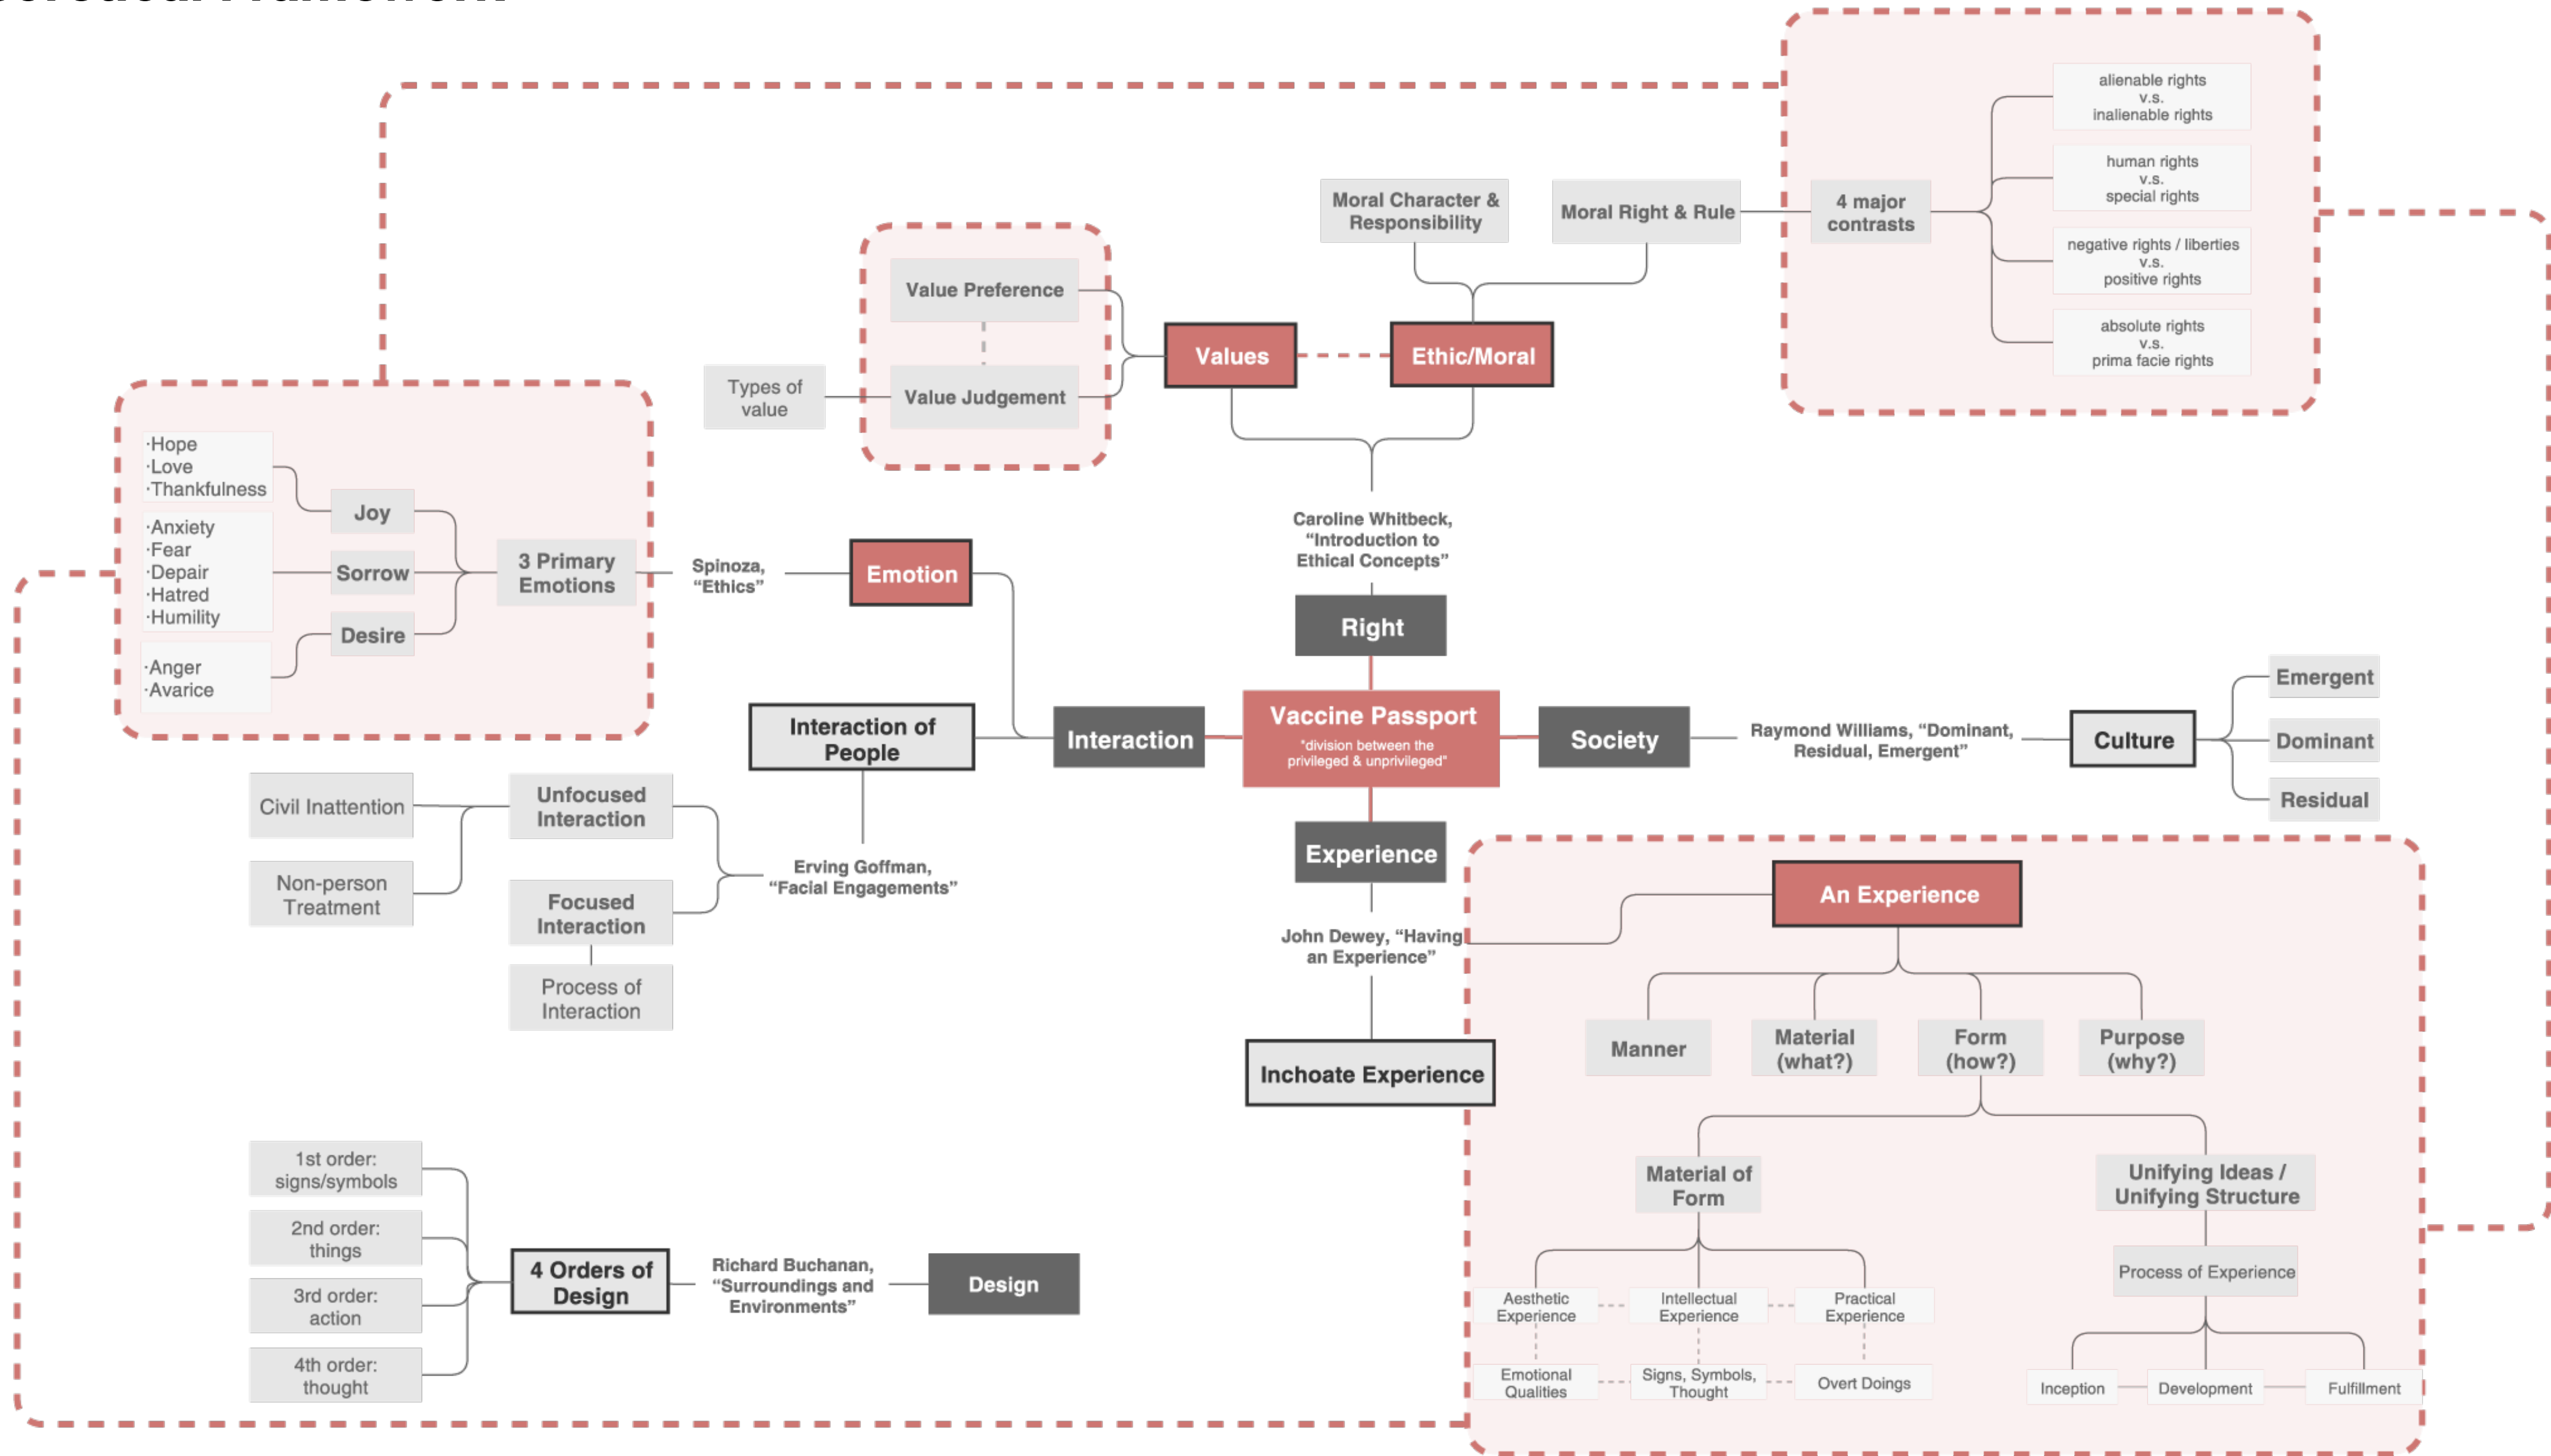 alienable rights
v.s.
inalienable rights
human rights
v.s.
special rights
negative rights / liberties
v.s.
positive rights
absolute rights
v.s.
prima facie rights
4 major
contrasts
Moral Right & Rule
Moral Character &
Responsibility
Value Preference
Value Judgement
Types of
value
Values
Ethic/Moral
Caroline Whitbeck,
“Introduction to
Ethical Concepts”
Right
·Hope
·Love
·Thankfulness
·Anxiety
·Fear
·Depair
·Hatred
·Humility
·Anger
·Avarice
Joy
Sorrow
Desire
3 Primary
Emotions
Spinoza,
“Ethics”
Emotion
Interaction of
People
Interaction
Vaccine Passport
"division between the
privileged & unprivileged"
Society
Raymond Williams, “Dominant,
Residual, Emergent”
Culture
Emergent
Dominant
Residual
Civil Inattention
Non-person
Treatment
Unfocused
Interaction
Focused
Interaction
Process of
Interaction
Erving Goffman,
“Facial Engagements”
Experience
John Dewey, “Having
an Experience”
Inchoate Experience
An Experience
Manner
Material
(what?)
Form
(how?)
Purpose
(why?)
Material of
Form
Unifying Ideas /
Unifying Structure
Process of Experience
Aesthetic
Experience
Intellectual
Experience
Practical
Experience
Emotional
Qualities
Signs, Symbols,
Thought
Overt Doings
Inception
Development
Fulfillment
1st order:
signs/symbols
2nd order:
things
3rd order:
action
4th order:
thought
4 Orders of
Design
Richard Buchanan,
“Surroundings and
Environments”
Design